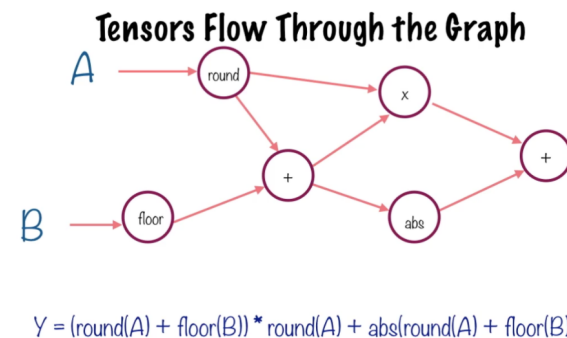 Tensors Flow Through the Graph
A
round
x
+
+
B
floor
abs
Y = (round(A) + floor(B)) * round(A) + abs(round(A) + floor(B)